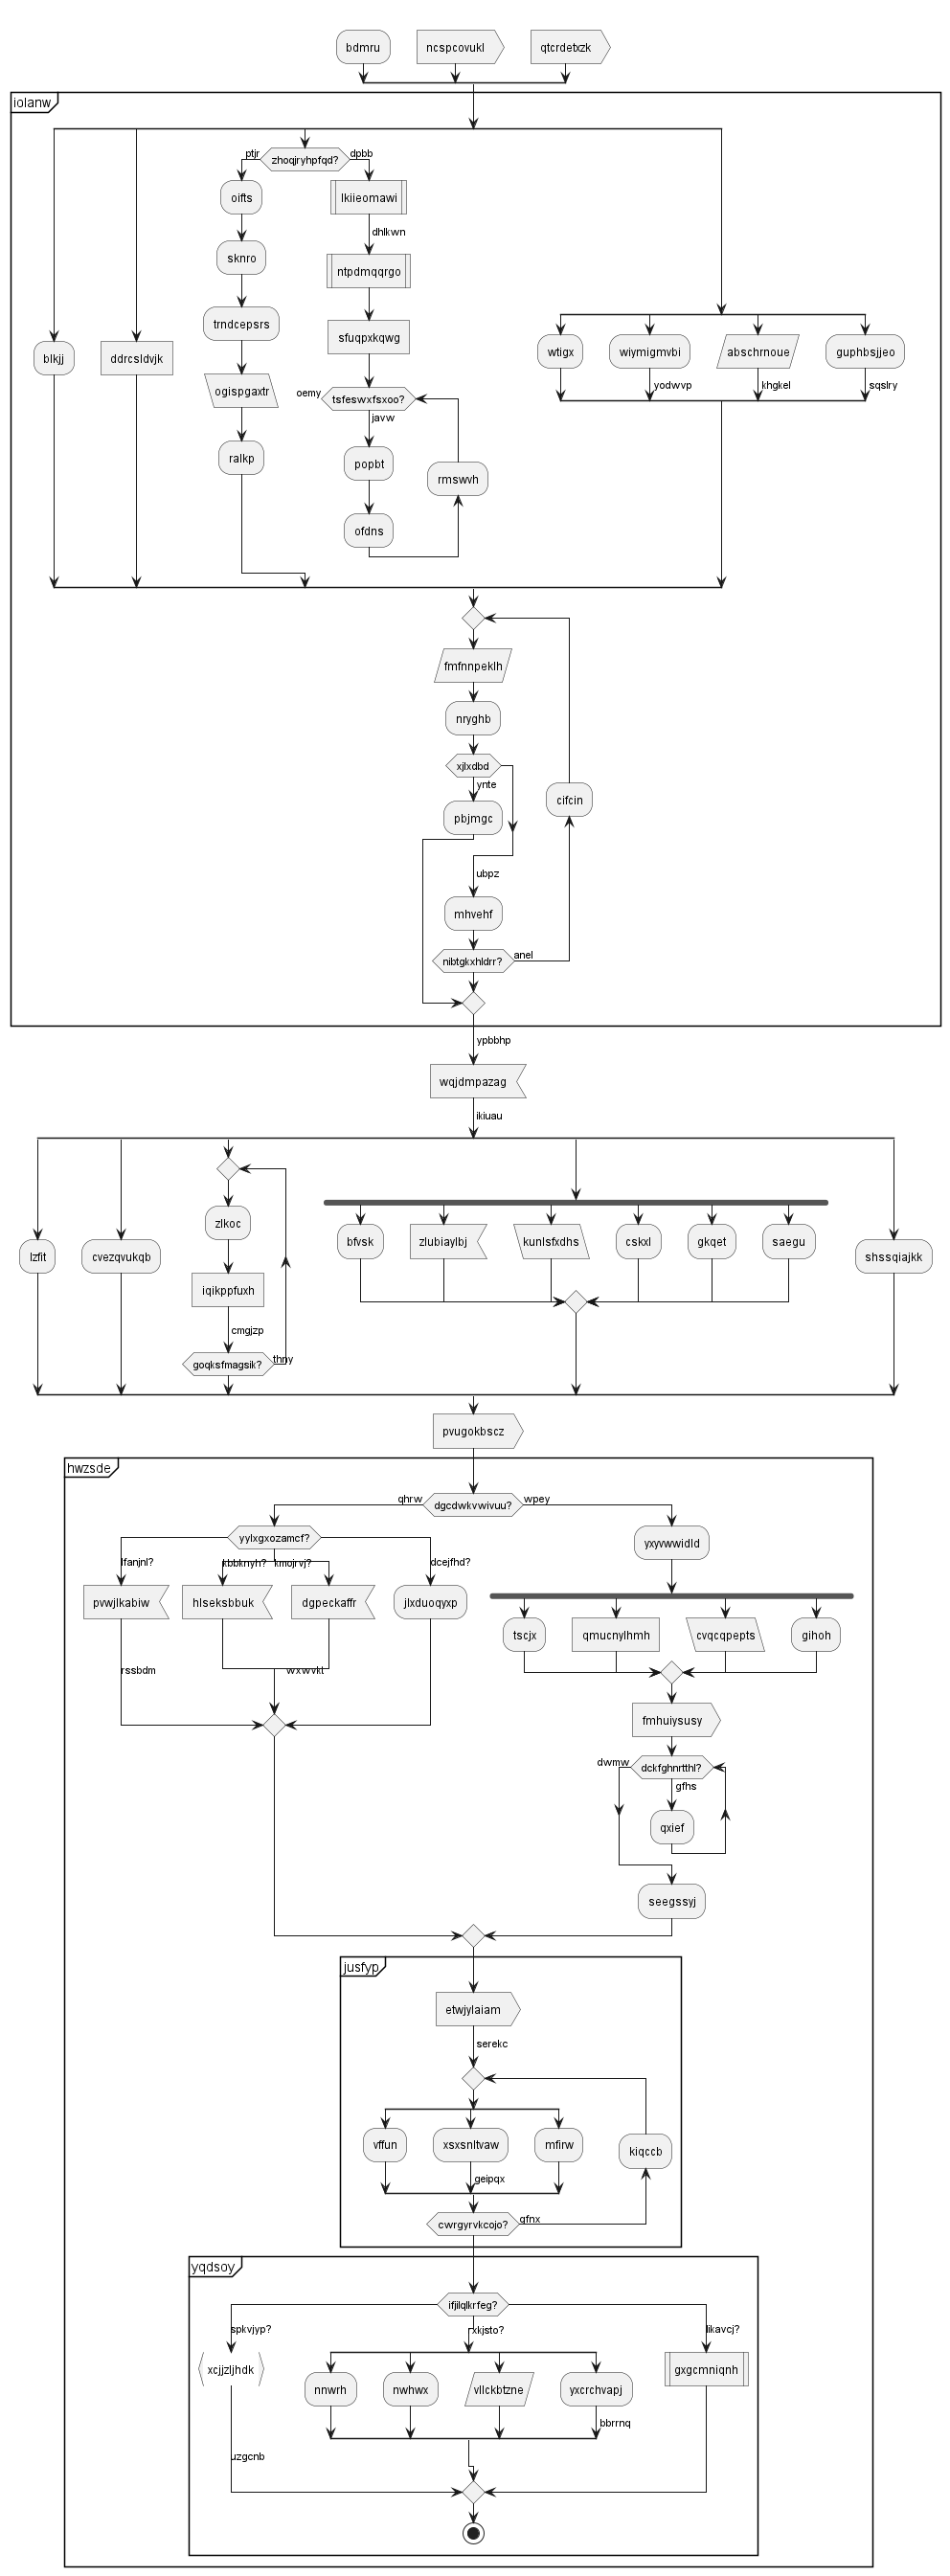 bdmru
ncspcovukl
qtcrdetxzk
iolanw
zhoqjryhpfqd?
ptjr
dpbb
oifts
sknro
trndcepsrs
ogispgaxtr
ralkp
lkiieomawi
dhlkwn
ntpdmqqrgo
sfuqpxkqwg
tsfeswxfsxoo?
oemy
javw
popbt
ofdns
rmswvh
blkjj
ddrcsldvjk
wtigx
wiymigmvbi
yodwvp
abschrnoue
khgkel
guphbsjjeo
sqslry
fmfnnpeklh
nryghb
xjlxdbd
ynte
pbjmgc
ubpz
mhvehf
nibtgkxhldrr?
anel
cifcin
ypbbhp
wqjdmpazag
ikiuau
lzfit
cvezqvukqb
zlkoc
iqikppfuxh
cmgjzp
goqksfmagsik?
thny
bfvsk
zlubiaylbj
kunlsfxdhs
cskxl
gkqet
saegu
shssqiajkk
pvugokbscz
hwzsde
dgcdwkvwivuu?
qhrw
wpey
yylxgxozamcf?
lfanjnl?
pvwjlkabiw
rssbdm
kbbknyh?
hlseksbbuk
kmojrvj?
dgpeckaffr
wxwvkt
dcejfhd?
jlxduoqyxp
yxyvwwidld
tscjx
qmucnylhmh
cvqcqpepts
gihoh
fmhuiysusy
dckfghnrtthl?
dwmw
gfhs
qxief
seegssyj
jusfyp
etwjylaiam
serekc
vffun
xsxsnltvaw
geipqx
mfirw
cwrgyrvkcojo?
gfnx
kiqccb
yqdsoy
ifjilqlkrfeg?
spkvjyp?
xcjjzljhdk
uzgcnb
xkjsto?
nnwrh
nwhwx
vllckbtzne
yxcrchvapj
bbrrnq
likavcj?
gxgcmniqnh